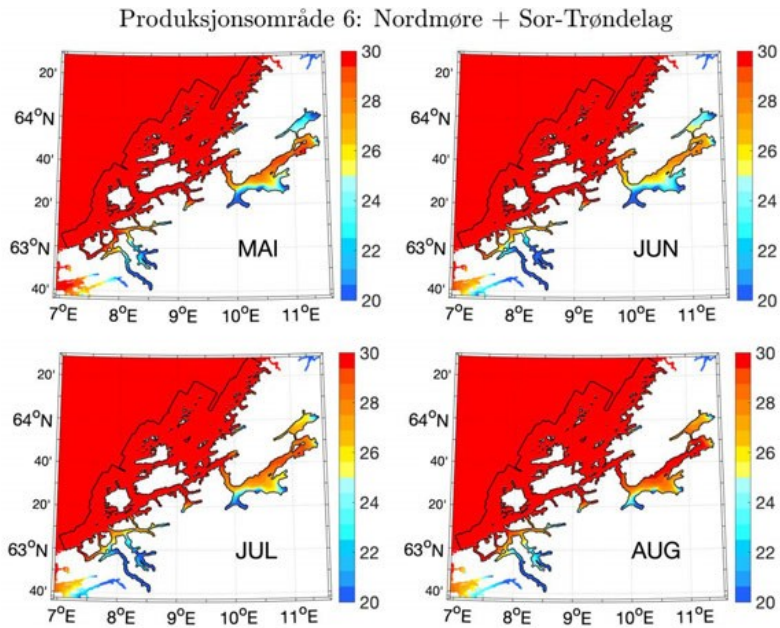 Produksjonsområde 6: Nordmøre + Sor-Trøndelag
20'
64°N
40'
20'
63°N
40'
7°E 8°E 9°E 10°E 11°E
MAI
30
28
26
24
22
20
20'
64°N
40'
20'
63°N
40'
7°E 8°E 9°E 10°E 11°E
JUN
30
28
26
24
22
20
20'
64°N
40'
20'
63°N
40'
7°E 8°E 9°E 10°E 11°E
JUL
30
28
26
24
22
20
20'
64°N
40'
20'
63°N
40'
7°E 8°E 9°E 10°E 11°E
AUG
30
28
26
24
22
20